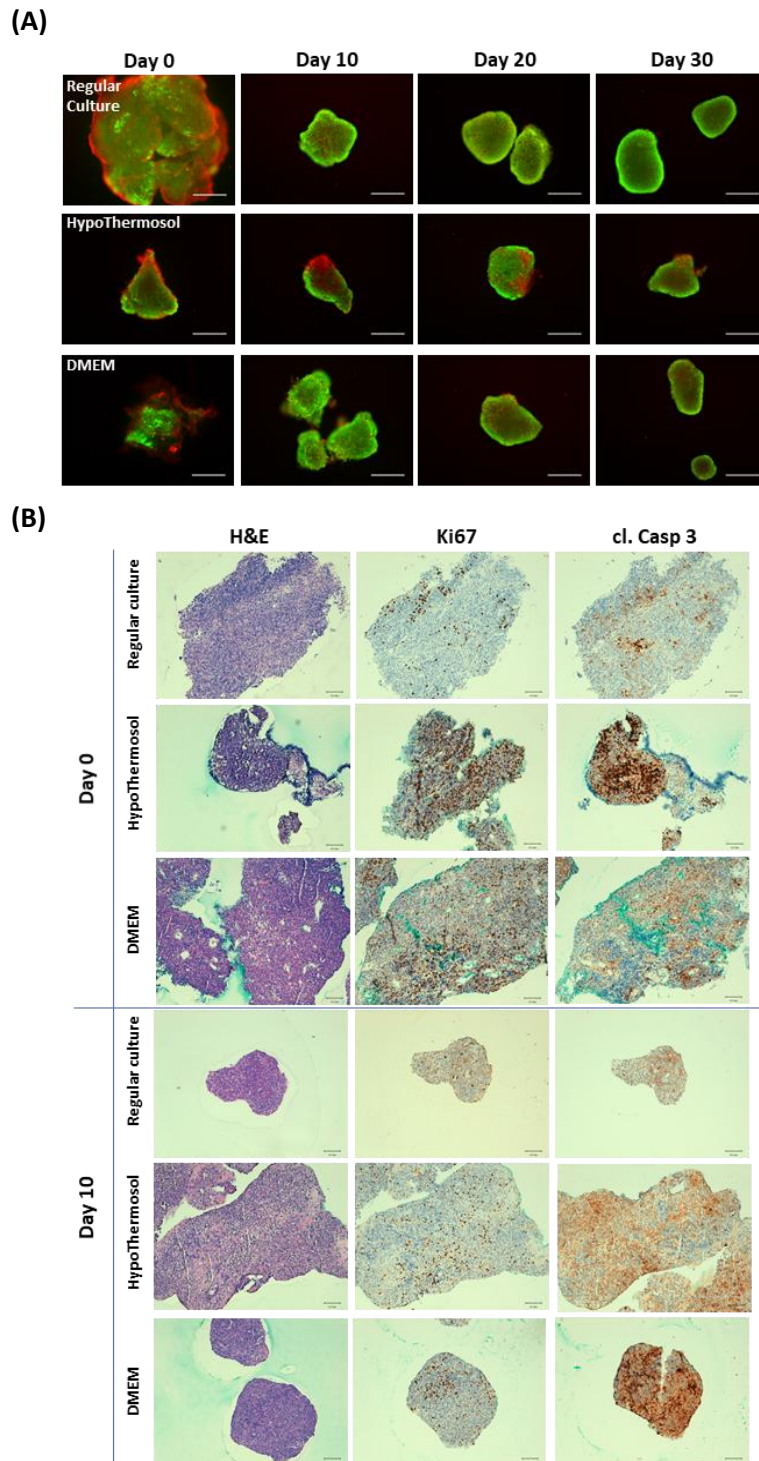 (A)
Day 0 Day 10 Day 20 Day 30
Regular
Culture
HypoThermosol
DMEM
(B)
H&E Ki67 cl. Casp 3
Day 0
Regular culture
HypoThermosol
DMEM
Day 10
Regular culture
HypoThermosol
DMEM